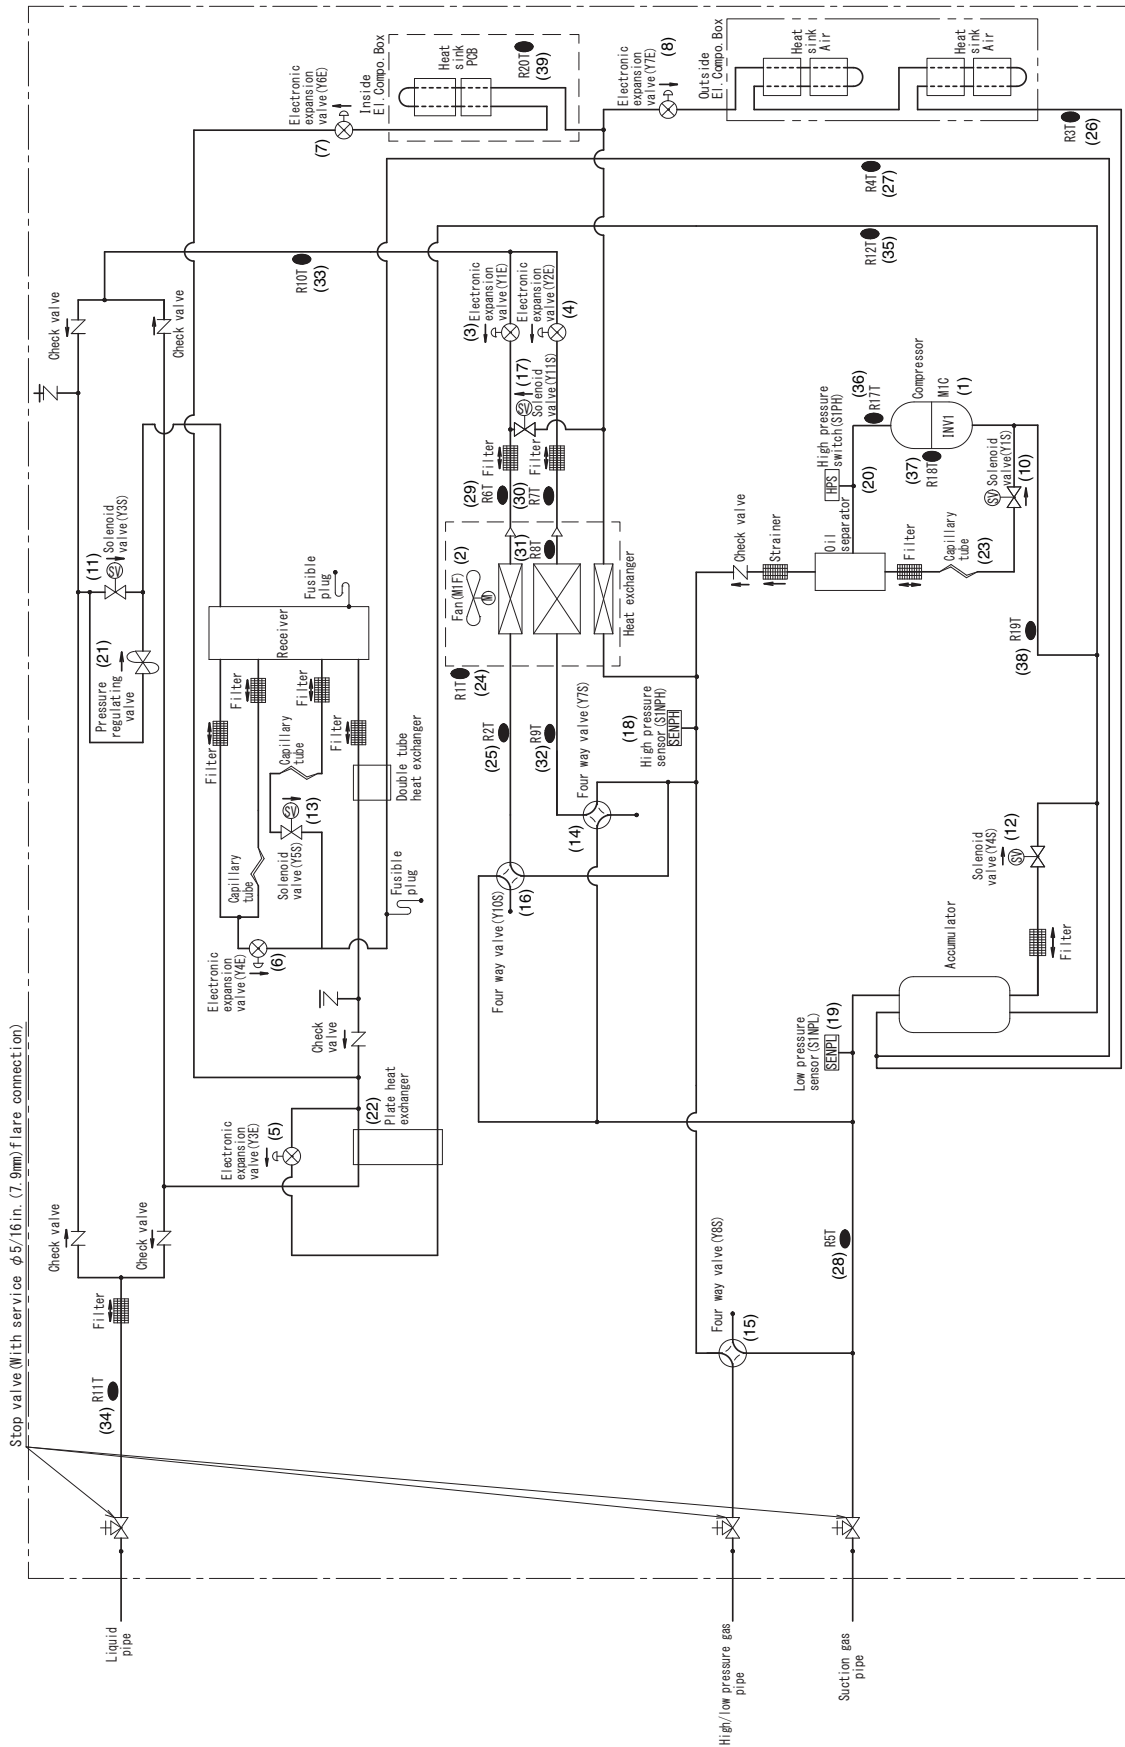 Stop valve(With service φ5/16in.(7.9mm)flare connection)
Liquid
pipe
High/low pressure gas
pipe
Suction gas
pipe
(34)
R11T
Filter
Check valve
Check valve
Electronic
expansion
valve(Y3E)
(5)
(22)
Plate heat
exchanger
Check
valve
Electronic
expansion
valve(Y4E)
(6)
Fusible
plug
Capillary
tube
Solenoid
valve(Y5S)
(13)
SV
Capillary
tube
Double tube
heat exchanger
Filter
Filter
Filter
Filter
Receiver
Fusible
plug
Pressure
regulating
valve
(21)
(11)
Solenoid
valve(Y3S)
SV
Check valve
Check valve
R10T
(33)
Electronic
expansion
valve(Y6E)
(7)
Inside
El.Compo.Box
Heat
sink
PCB
R20T
(39)
Electronic
expansion
valve(Y7E)
(8)
Outside
El.Compo.Box
Heat
sink
Air
Heat
sink
Air
R3T
(26)
R4T
(27)
R12T
(35)
(3)
Electronic
expansion
valve(Y1E)
Electronic
expansion
valve(Y2E)
(4)
(17)
Solenoid
valve(Y11S)
SV
Filter
Filter
(29)
R6T
(30)
R7T
(31)
R8T
Fan(M1F)
(2)
M
Heat exchanger
R1T
(24)
(25)
R2T
(32)
R9T
Four way valve(Y7S)
(14)
Four way valve(Y10S)
(16)
(18)
High pressure
sensor(S1NPH)
SENPH
Check valve
Strainer
Oil
separator
Filter
Capillary
tube
(23)
HPS
High pressure
switch(S1PH)
(20)
(36)
R17T
Compressor
M1C
(1)
INV1
(37)
R18T
SV
Solenoid
valve(Y1S)
(10)
(38)
R19T
Solenoid
valve(Y4S)
(12)
SV
Filter
Accumulator
Low pressure
sensor(S1NPL)
SENPL
(19)
(28)
R5T
Four way valve(Y8S)
(15)